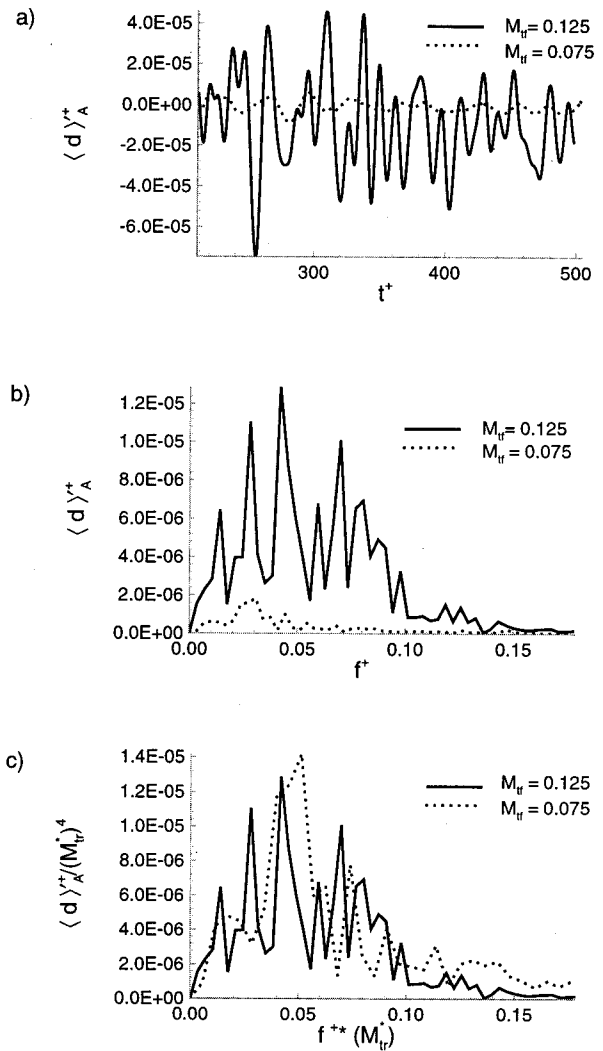 a)
4.0E-05
2.0E-05
0.0E+00
-2.0E-05
-4.0E-05
-6.0E-05
⟨ d ⟩'⁺_A
M_tf = 0.125
M_tf = 0.075
300 400 500
t⁺
b)
1.2E-05
1.0E-05
8.0E-06
6.0E-06
4.0E-06
2.0E-06
0.0E+00
⟨ d ⟩'⁺_A
M_tf = 0.125
M_tf = 0.075
0.00 0.05 0.10 0.15
f⁺
c)
1.4E-05
1.2E-05
1.0E-05
8.0E-06
6.0E-06
4.0E-06
2.0E-06
0.0E+00
⟨ d ⟩'⁺_A/(M*_tr)⁴
M_tf = 0.125
M_tf = 0.075
0.00 0.05 0.10 0.15
f⁺* (M*_tr)